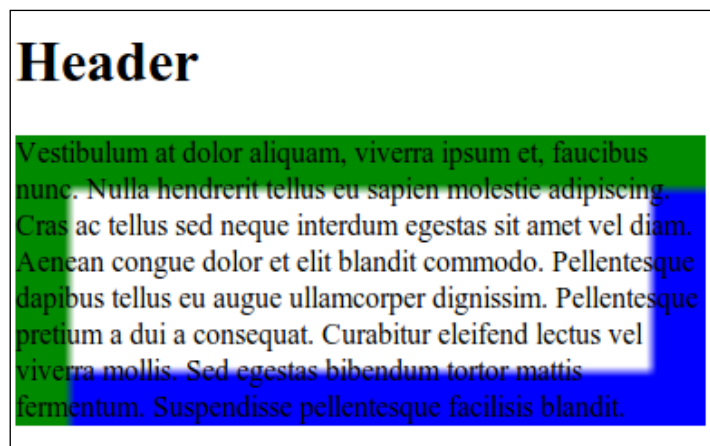 Header
Vestibulum at dolor aliquam, viverra ipsum et, faucibus
nunc. Nulla hendrerit tellus eu sapien molestie adipiscing.
Cras ac tellus sed neque interdum egestas sit amet vel diam.
Aenean congue dolor et elit blandit commodo. Pellentesque
dapibus tellus eu augue ullamcorper dignissim. Pellentesque
pretium a dui a consequat. Curabitur eleifend lectus vel
viverra mollis. Sed egestas bibendum tortor mattis
fermentum. Suspendisse pellentesque facilisis blandit.